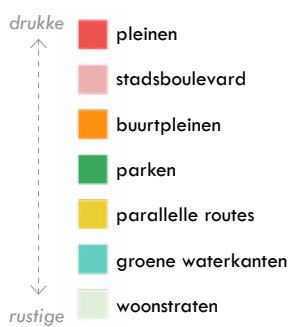 drukke
pleinen
stadsboulevard
buurtpleinen
parken
parallelle routes
groene waterkanten
woonstraten
rustige